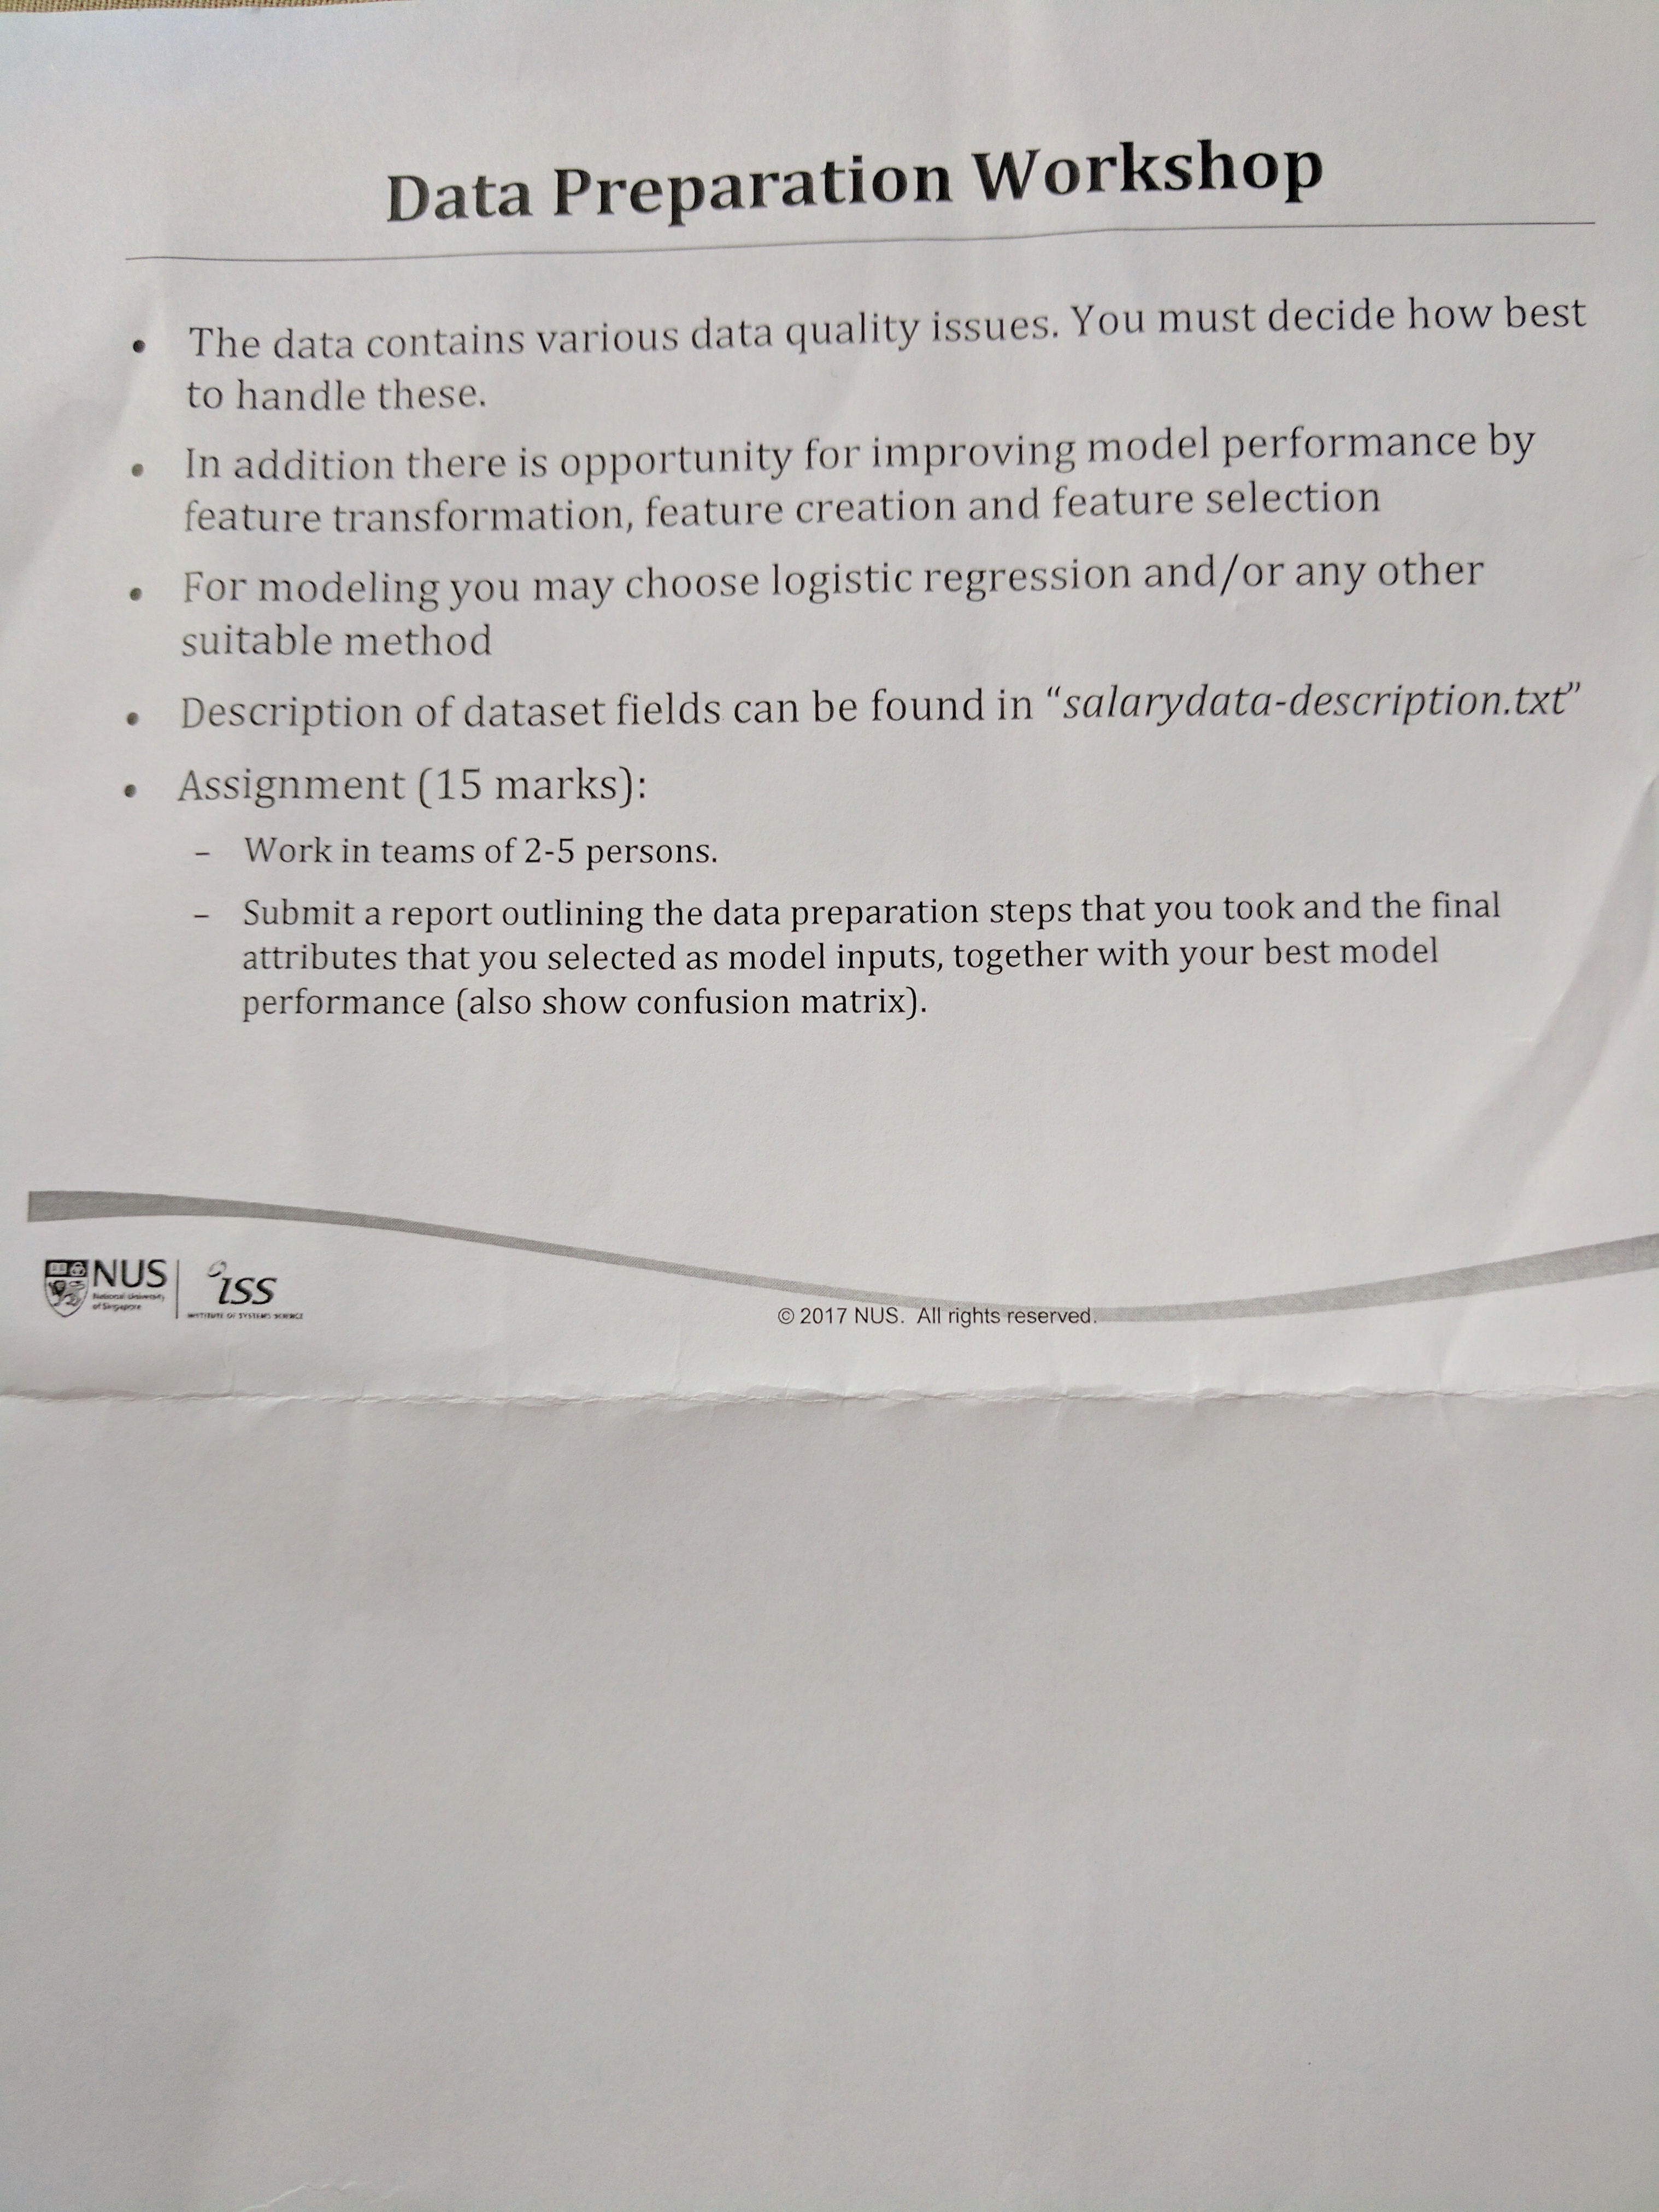 Data Preparation Workshop
• The data contains various data quality issues. You must decide how best
to handle these.
• In addition there is opportunity for improving model performance by
feature transformation, feature creation and feature selection
• For modeling you may choose logistic regression and/or any other
suitable method
• Description of dataset fields can be found in “salarydata-description.txt”
• Assignment (15 marks):
– Work in teams of 2-5 persons.
– Submit a report outlining the data preparation steps that you took and the final
attributes that you selected as model inputs, together with your best model
performance (also show confusion matrix).
NUS
National University
of Singapore
iss
INSTITUTE OF SYSTEMS SCIENCE
© 2017 NUS. All rights reserved.